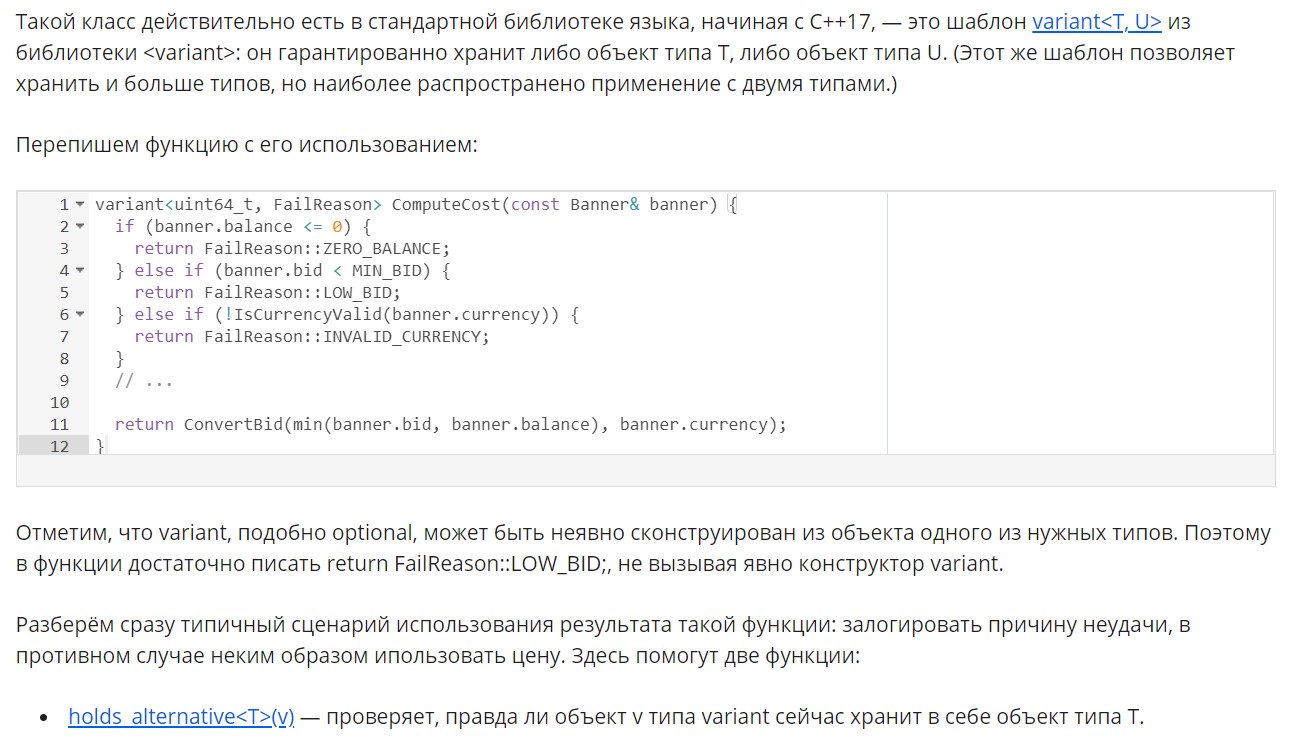 Такой класс действительно есть в стандартной библиотеке языка, начиная с C++17, — это шаблон variant<T, U> из
библиотеки <variant>: он гарантированно хранит либо объект типа T, либо объект типа U. (Этот же шаблон позволяет
хранить и больше типов, но наиболее распространено применение с двумя типами.)
Перепишем функцию с его использованием:
1 variant<uint64_t, FailReason> ComputeCost(const Banner& banner) {
2   if (banner.balance <= 0) {
3     return FailReason::ZERO_BALANCE;
4   } else if (banner.bid < MIN_BID) {
5     return FailReason::LOW_BID;
6   } else if (!IsCurrencyValid(banner.currency)) {
7     return FailReason::INVALID_CURRENCY;
8   }
9   // ...
10
11   return ConvertBid(min(banner.bid, banner.balance), banner.currency);
12 }
Отметим, что variant, подобно optional, может быть неявно сконструирован из объекта одного из нужных типов. Поэтому
в функции достаточно писать return FailReason::LOW_BID;, не вызывая явно конструктор variant.
Разберём сразу типичный сценарий использования результата такой функции: залогировать причину неудачи, в
противном случае неким образом ипользовать цену. Здесь помогут две функции:
• holds_alternative<T>(v) — проверяет, правда ли объект v типа variant сейчас хранит в себе объект типа T.